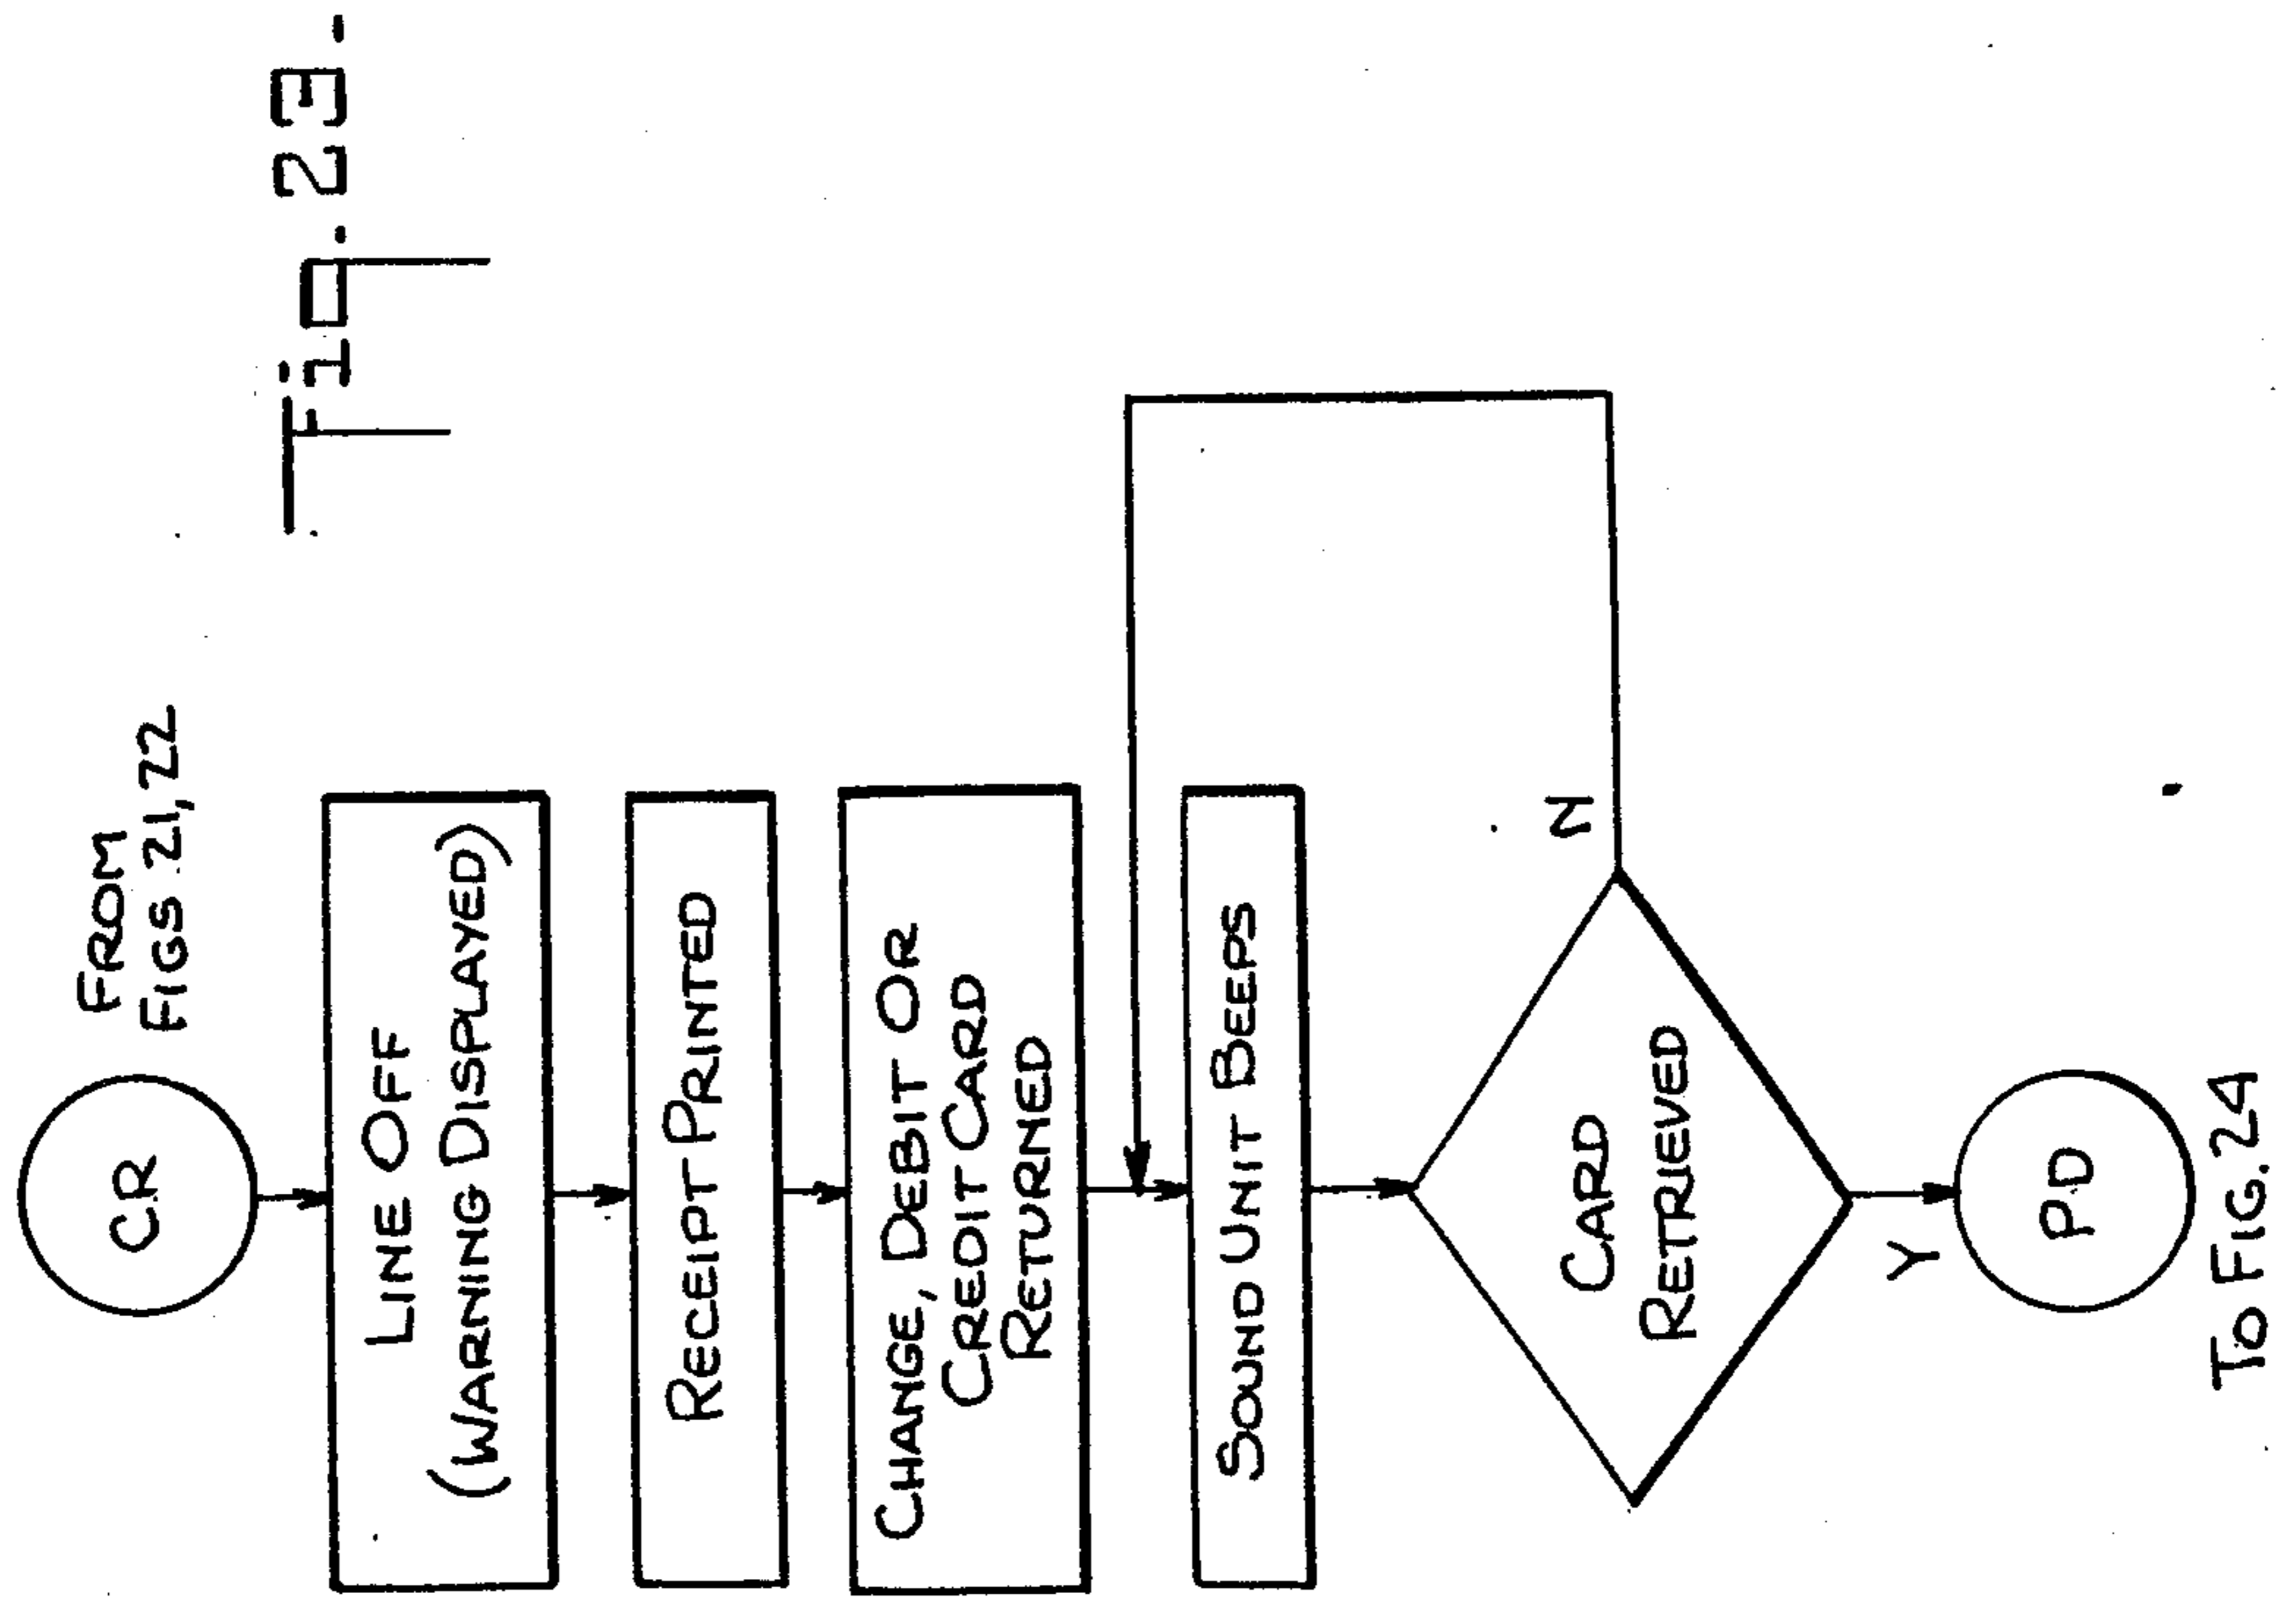 Fig. 23.
FROM
FIGS 21, 22
CR
LINE OFF
(WARNING DISPLAYED)
RECEIPT PRINTED
CHANGE, DEBIT OR
CREDIT CARD
RETURNED
SOUND UNIT BEEPS
CARD
RETRIEVED
N
Y
PD
TO FIG. 24